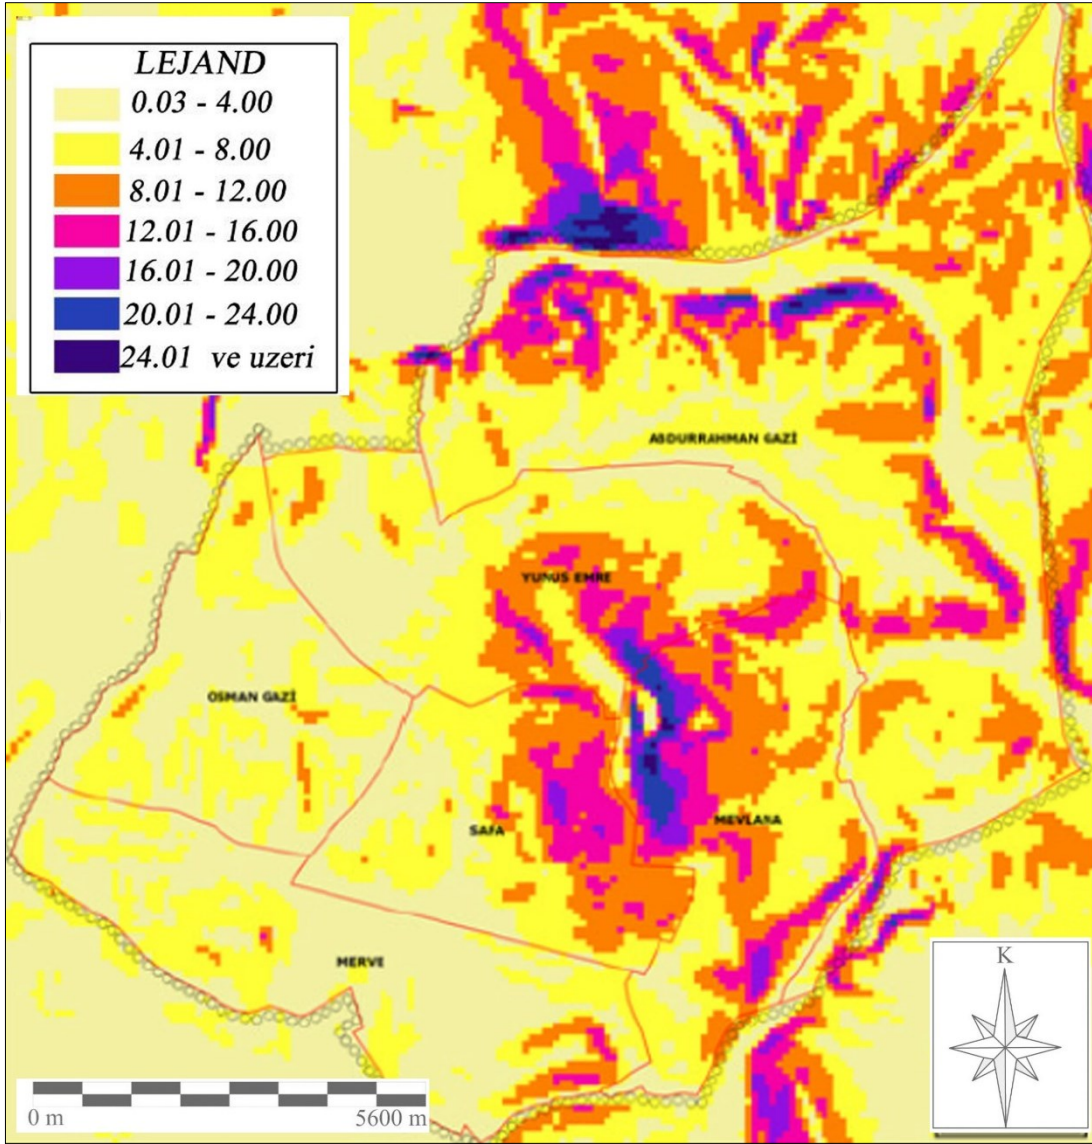 LEJAND
0.03 - 4.00
4.01 - 8.00
8.01 - 12.00
12.01 - 16.00
16.01 - 20.00
20.01 - 24.00
24.01 ve uzeri
ABDURRAHMAN GAZİ
YUNUS EMRE
OSMAN GAZİ
SAFA
MEVLANA
MERVE
K
0 m
5600 m